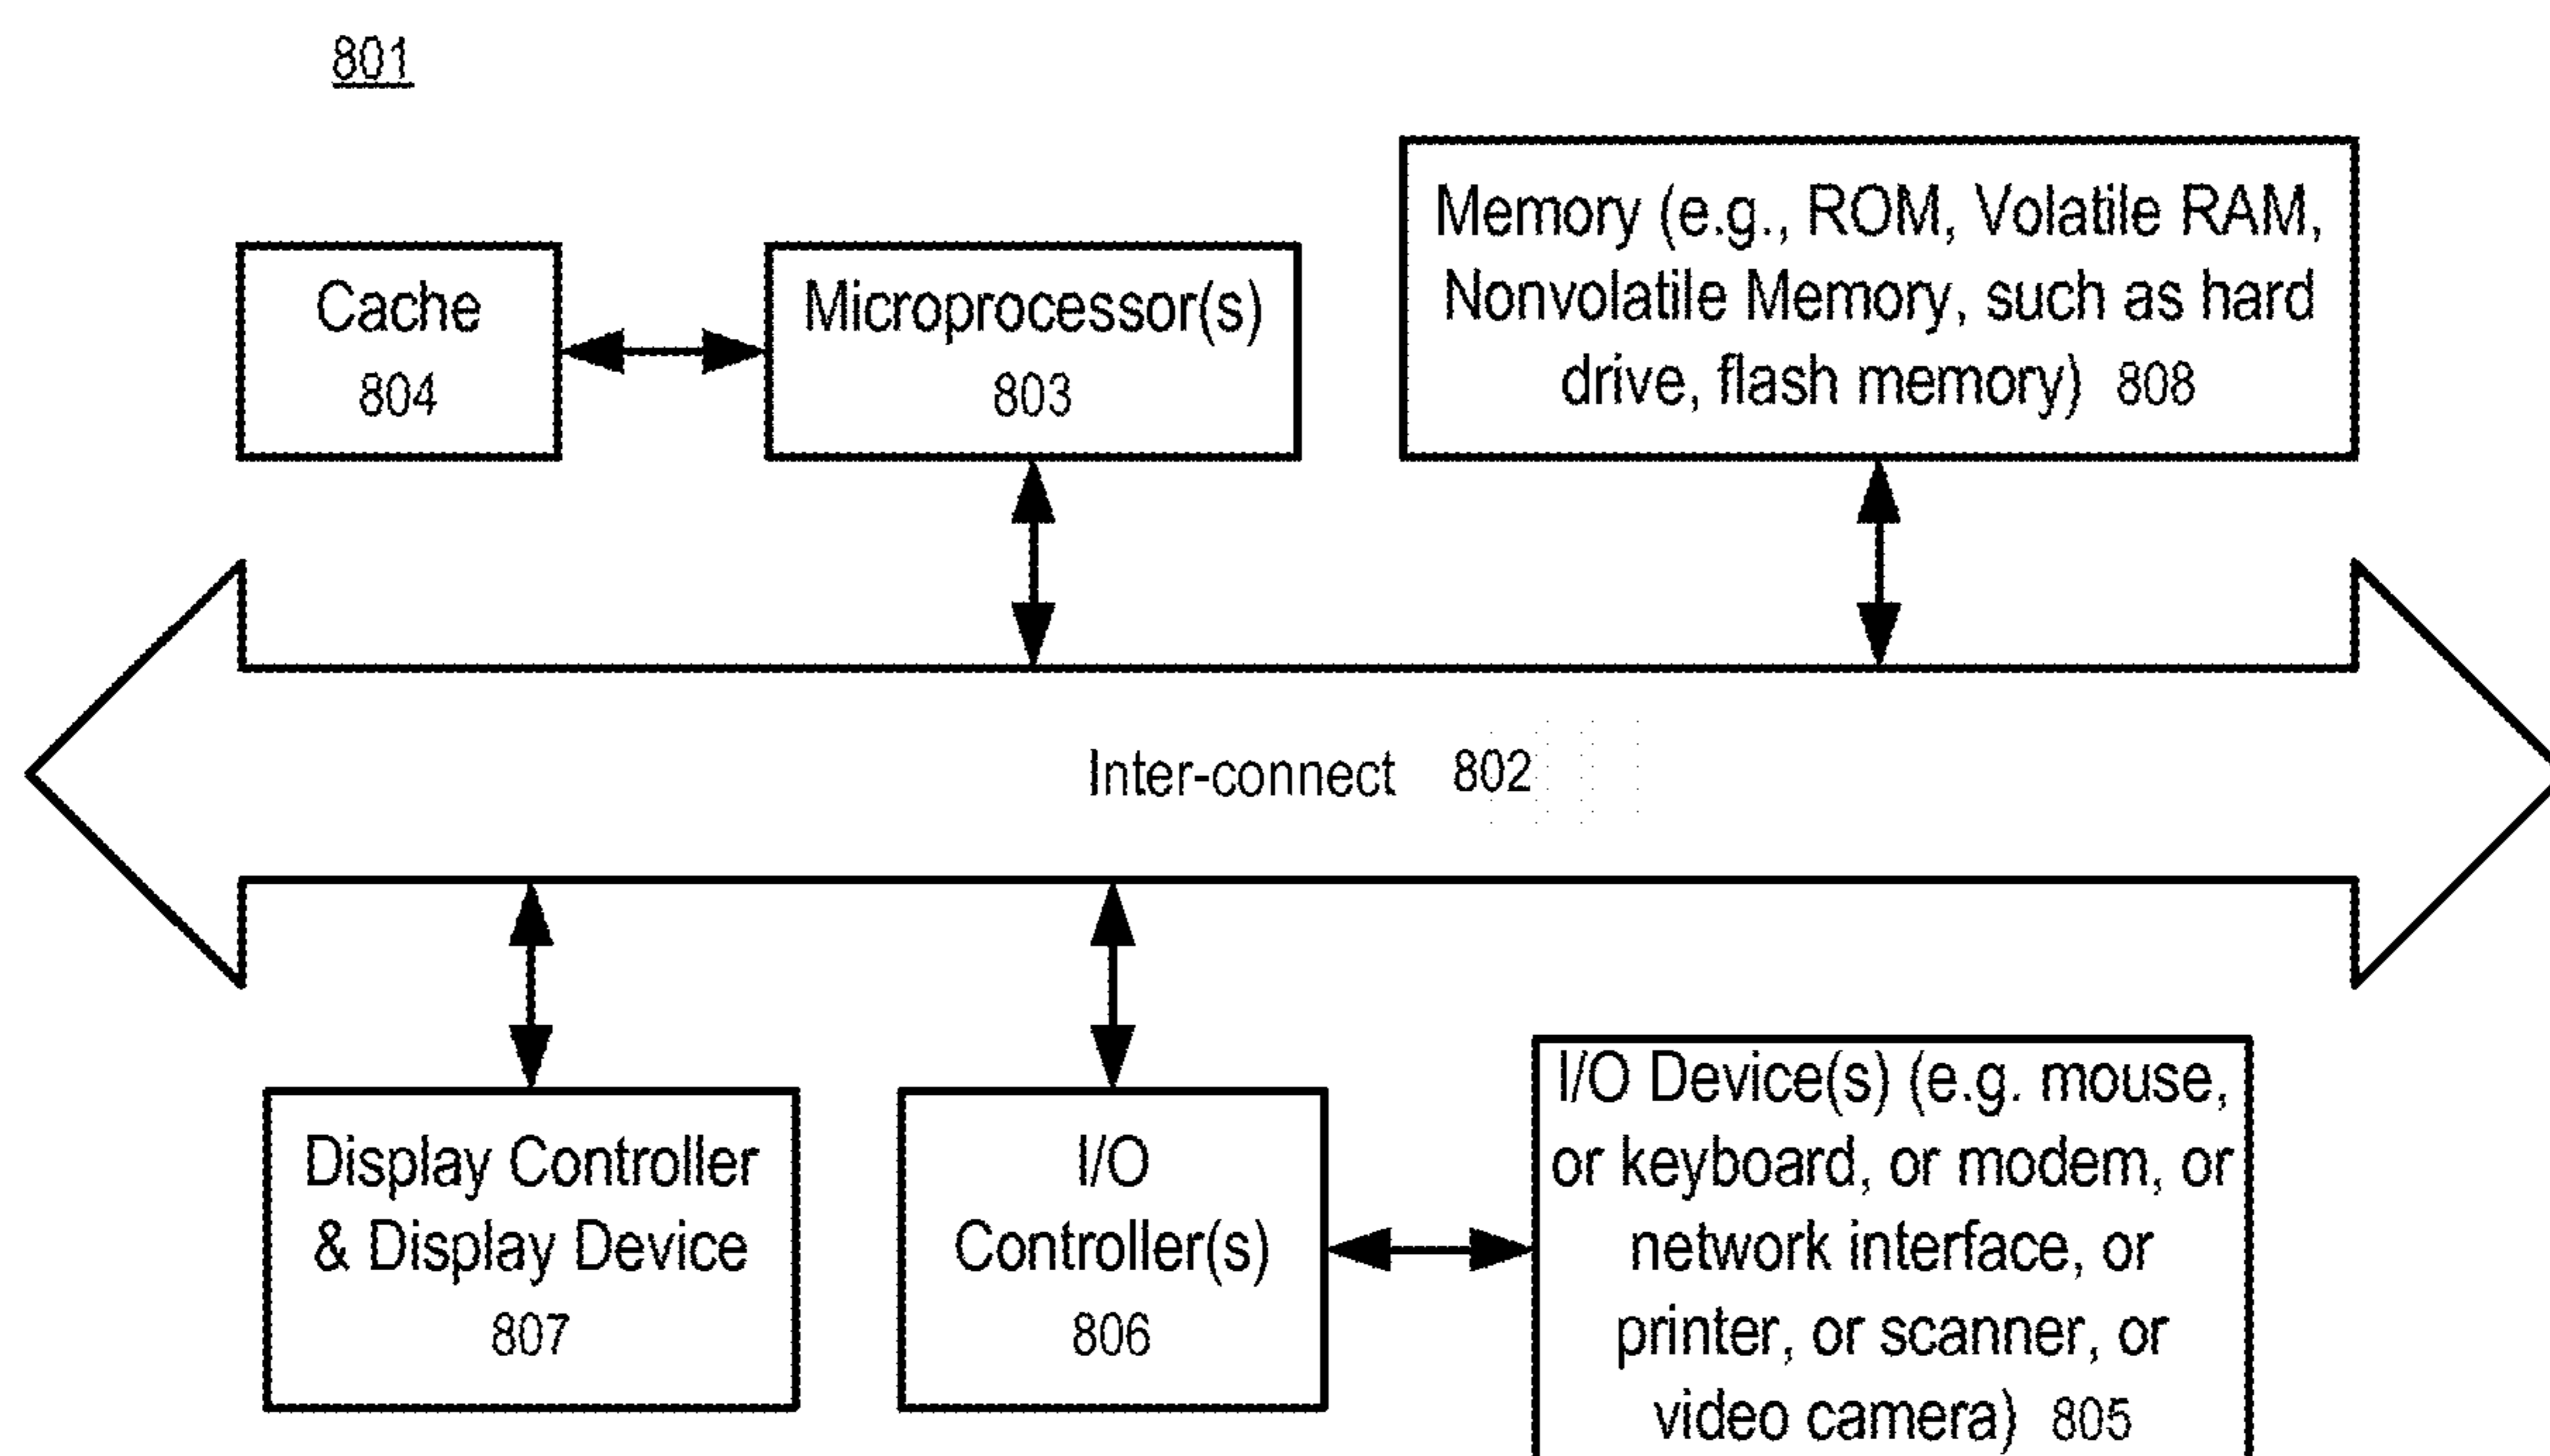 801
Cache
804
Microprocessor(s)
803
Memory (e.g., ROM, Volatile RAM,
Nonvolatile Memory, such as hard
drive, flash memory) 808
Inter-connect 802
Display Controller
& Display Device
807
I/O
Controller(s)
806
I/O Device(s) (e.g. mouse,
or keyboard, or modem, or
network interface, or
printer, or scanner, or
video camera) 805